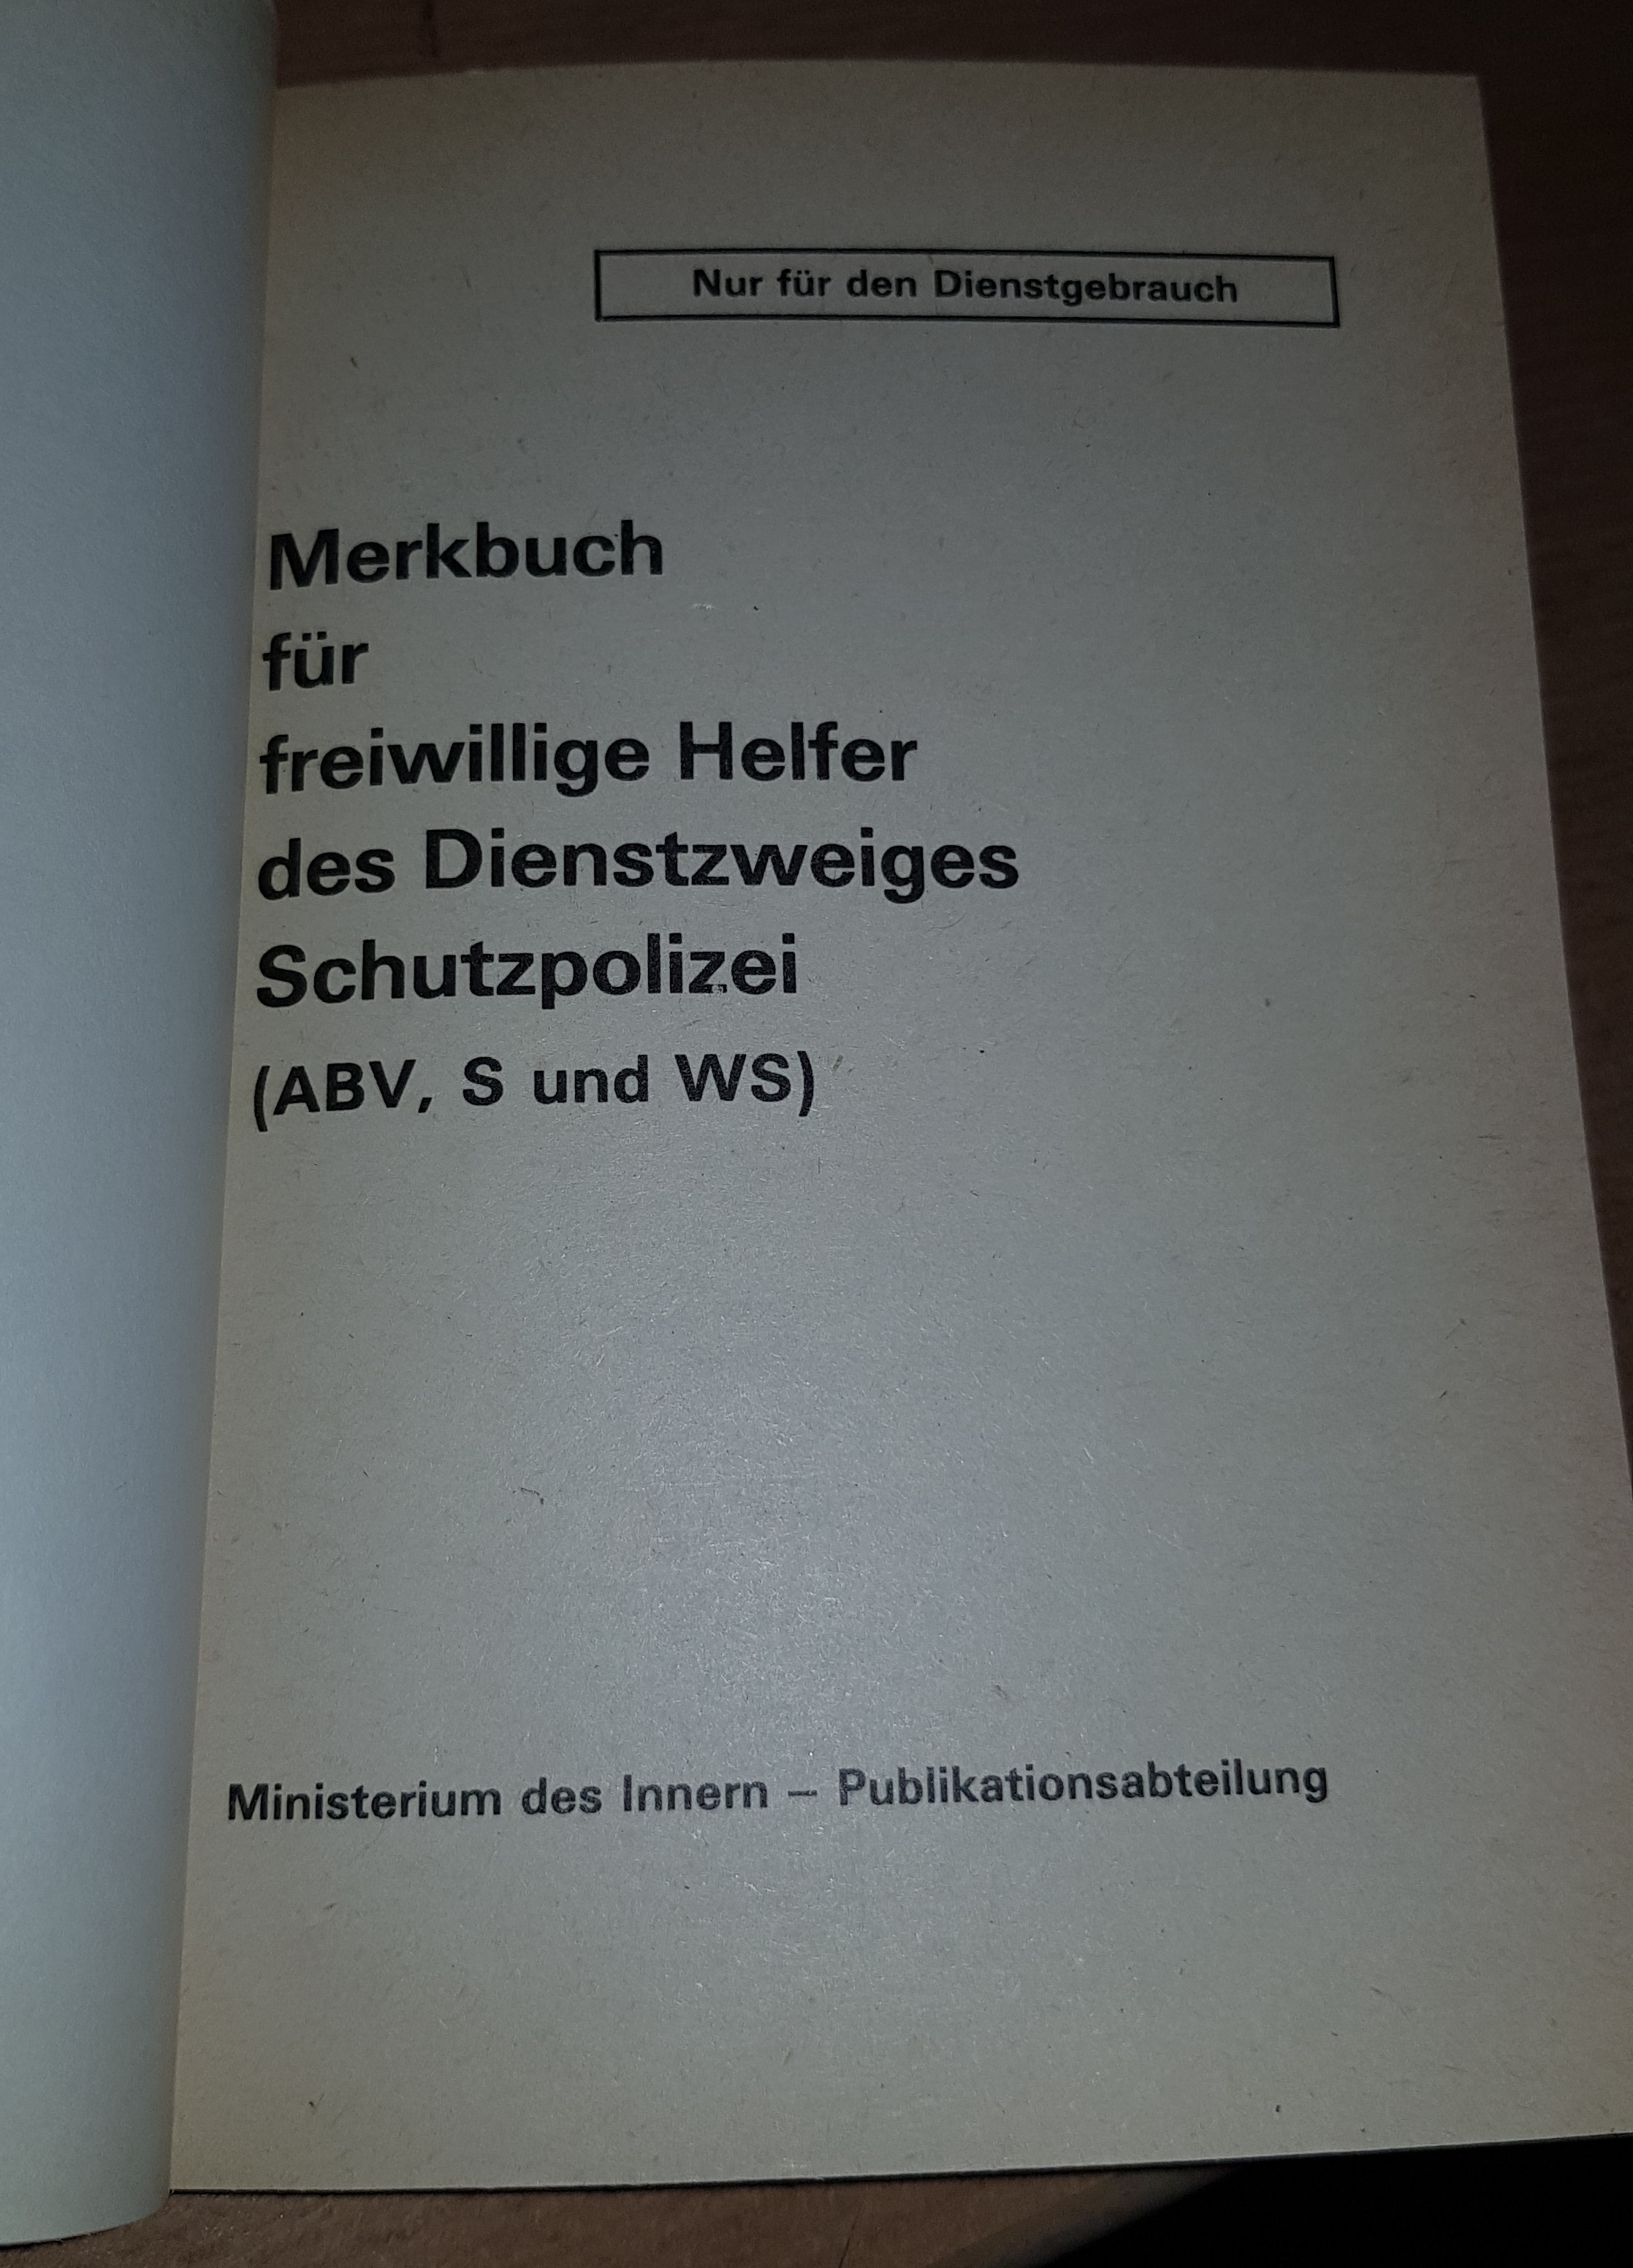 Nur für den Dienstgebrauch
Merkbuch
für
freiwillige Helfer
des Dienstzweiges
Schutzpolizei
(ABV, S und WS)
Ministerium des Innern – Publikationsabteilung